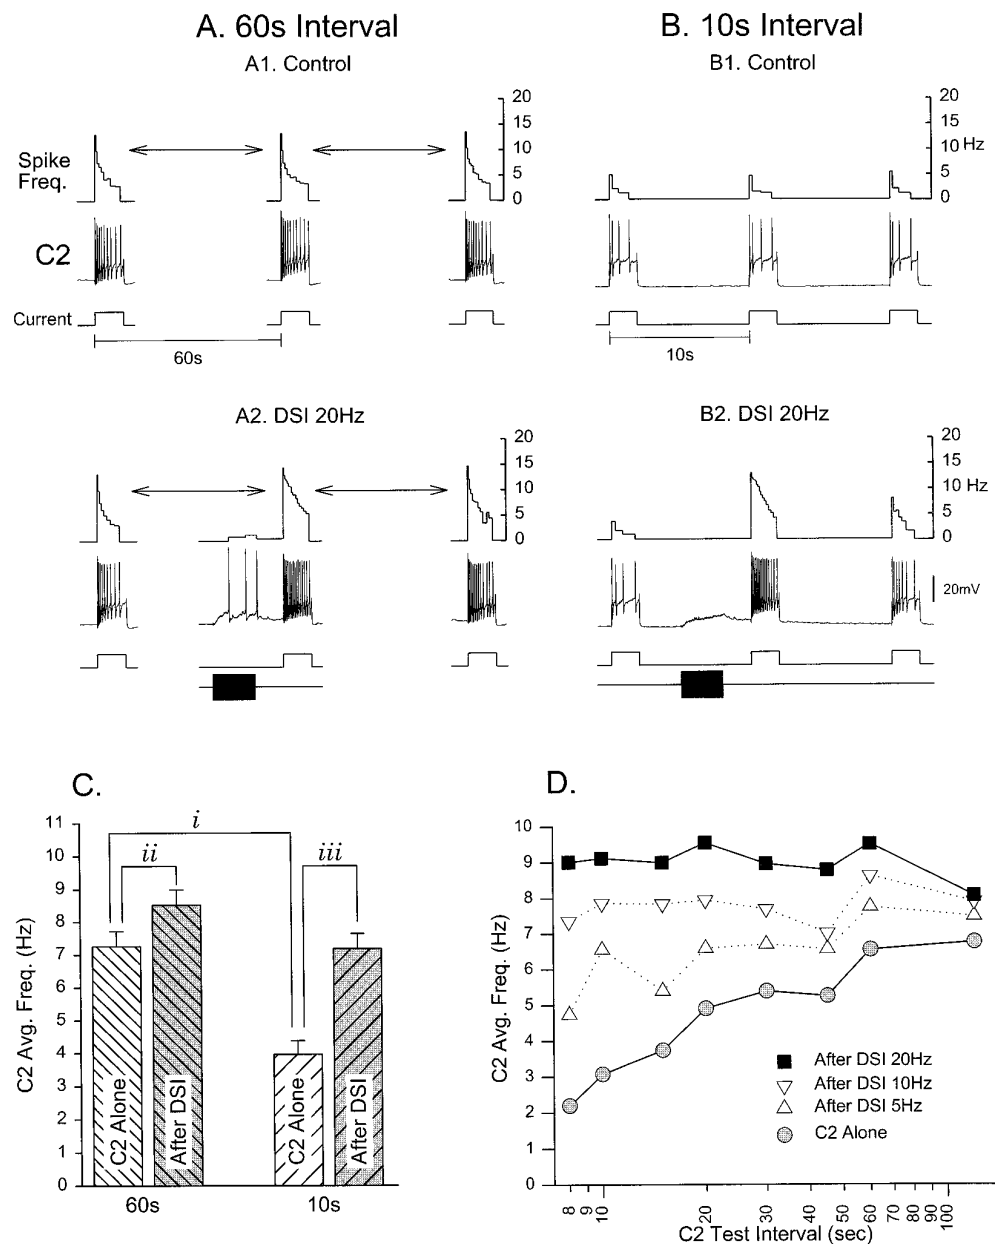 A. 60s Interval
B. 10s Interval
A1. Control
B1. Control
20
15
10
5
0
20
15
10 Hz
5
0
Spike
Freq.
C2
Current
60s
10s
A2. DSI 20Hz
B2. DSI 20Hz
20
15
10
5
0
20
15
10 Hz
5
0
20mV
C.
11
10
9
8
7
6
5
4
3
2
1
0
C2 Avg. Freq. (Hz)
i
ii
iii
C2 Alone
After DSI
C2 Alone
After DSI
60s
10s
D.
10
9
8
7
6
5
4
3
2
1
0
C2 Avg. Freq. (Hz)
After DSI 20Hz
After DSI 10Hz
After DSI 5Hz
C2 Alone
8
9
10
20
30
40
50
60
70
80
90
100
C2 Test Interval (sec)